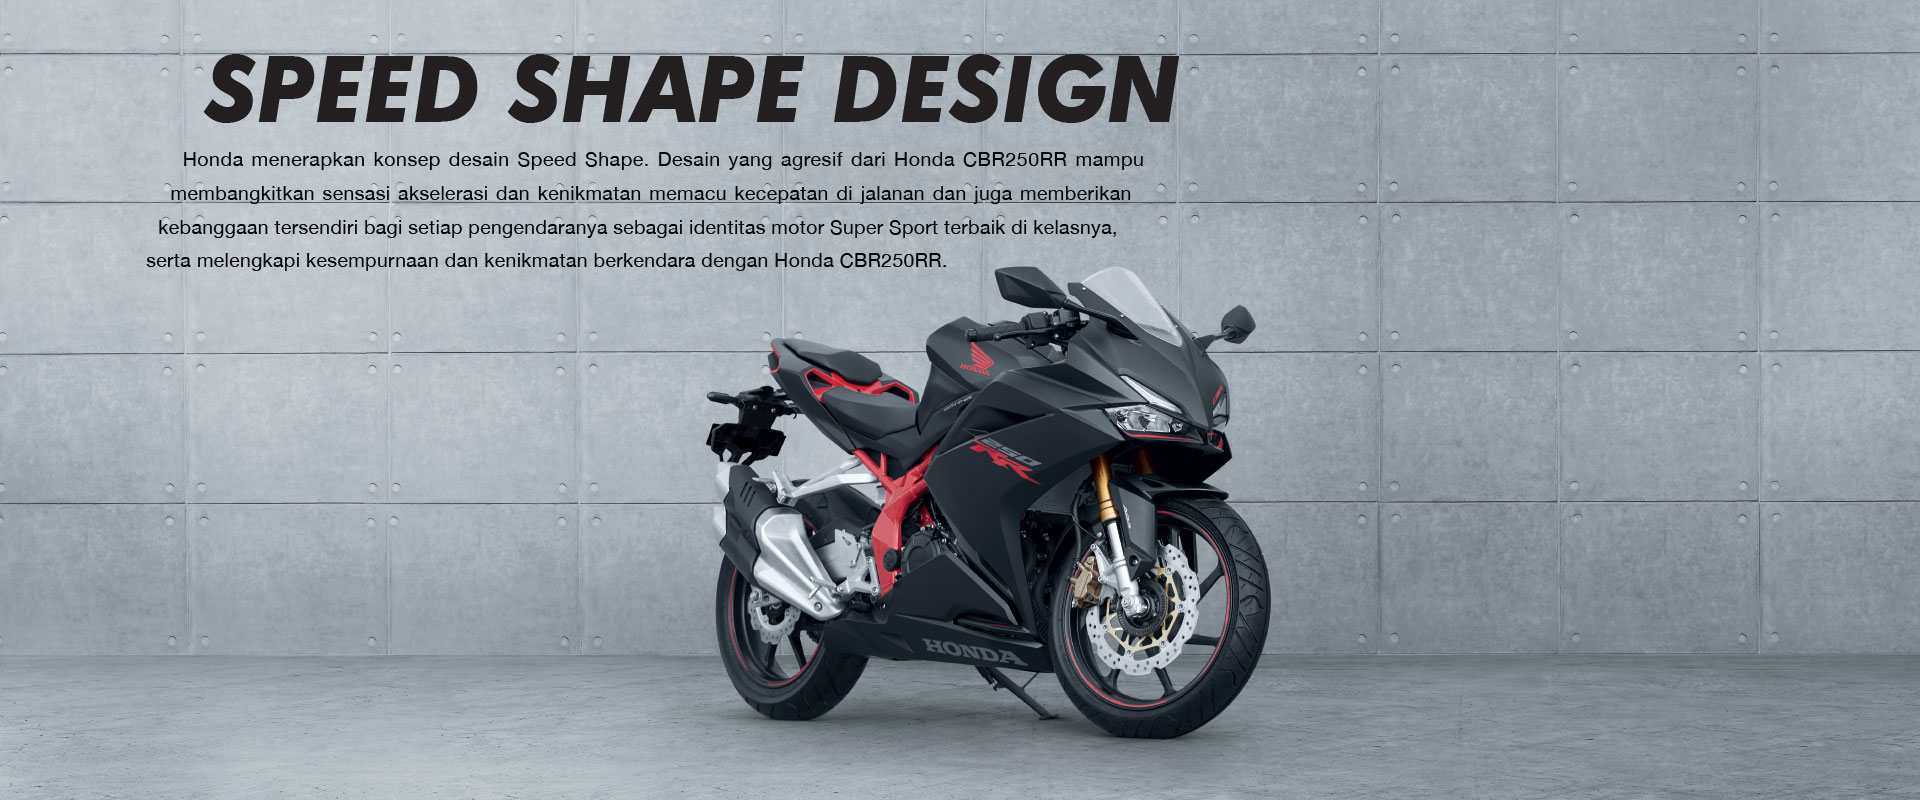 SPEED SHAPE DESIGN
Honda menerapkan konsep desain Speed Shape. Desain yang agresif dari Honda CBR250RR mampu
membangkitkan sensasi akselerasi dan kenikmatan memacu kecepatan di jalanan dan juga memberikan
kebanggaan tersendiri bagi setiap pengendaranya sebagai identitas motor Super Sport terbaik di kelasnya,
serta melengkapi kesempurnaan dan kenikmatan berkendara dengan Honda CBR250RR.
HONDA
250
RR
HONDA